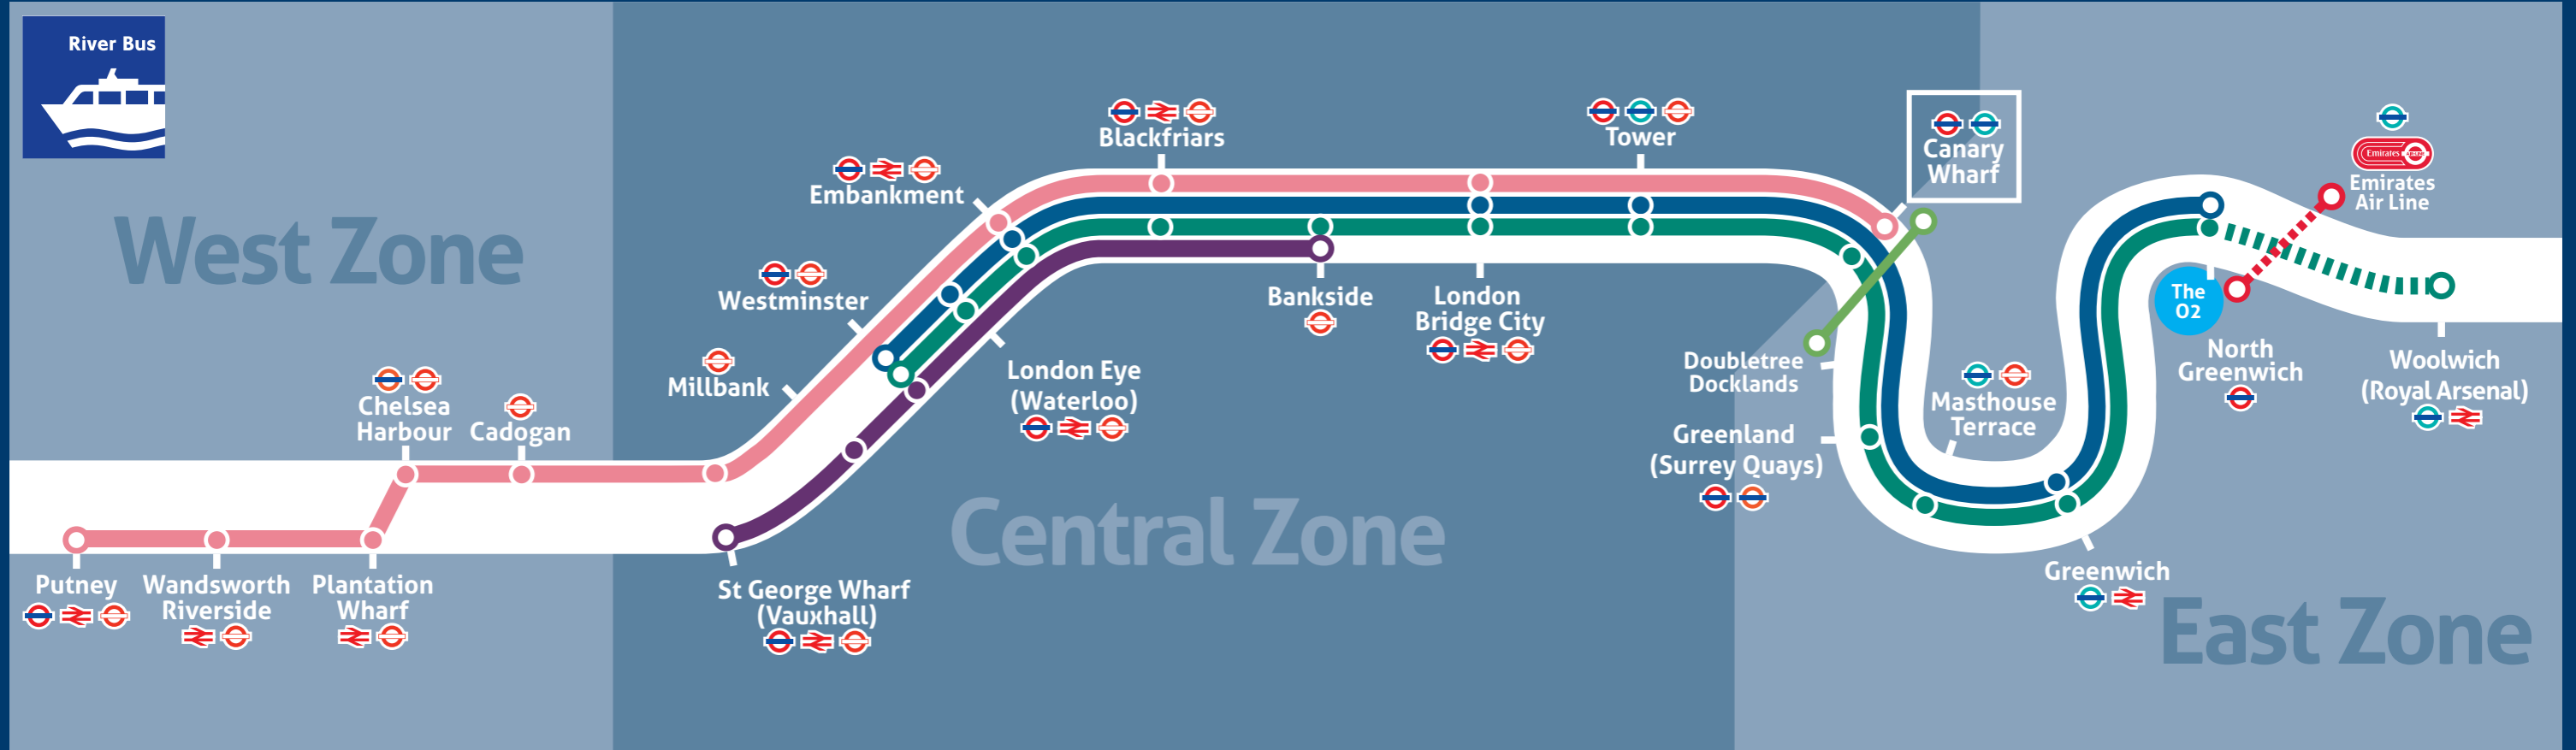 River Bus
West Zone
Central Zone
East Zone
Putney
Wandsworth
Riverside
Plantation
Wharf
Chelsea
Harbour
Cadogan
Millbank
St George Wharf
(Vauxhall)
Westminster
Embankment
London Eye
(Waterloo)
Blackfriars
Bankside
London
Bridge City
Tower
Canary
Wharf
Doubletree
Docklands
Greenland
(Surrey Quays)
Masthouse
Terrace
Greenwich
The
O2
North
Greenwich
Emirates
Emirates
Air Line
Woolwich
(Royal Arsenal)